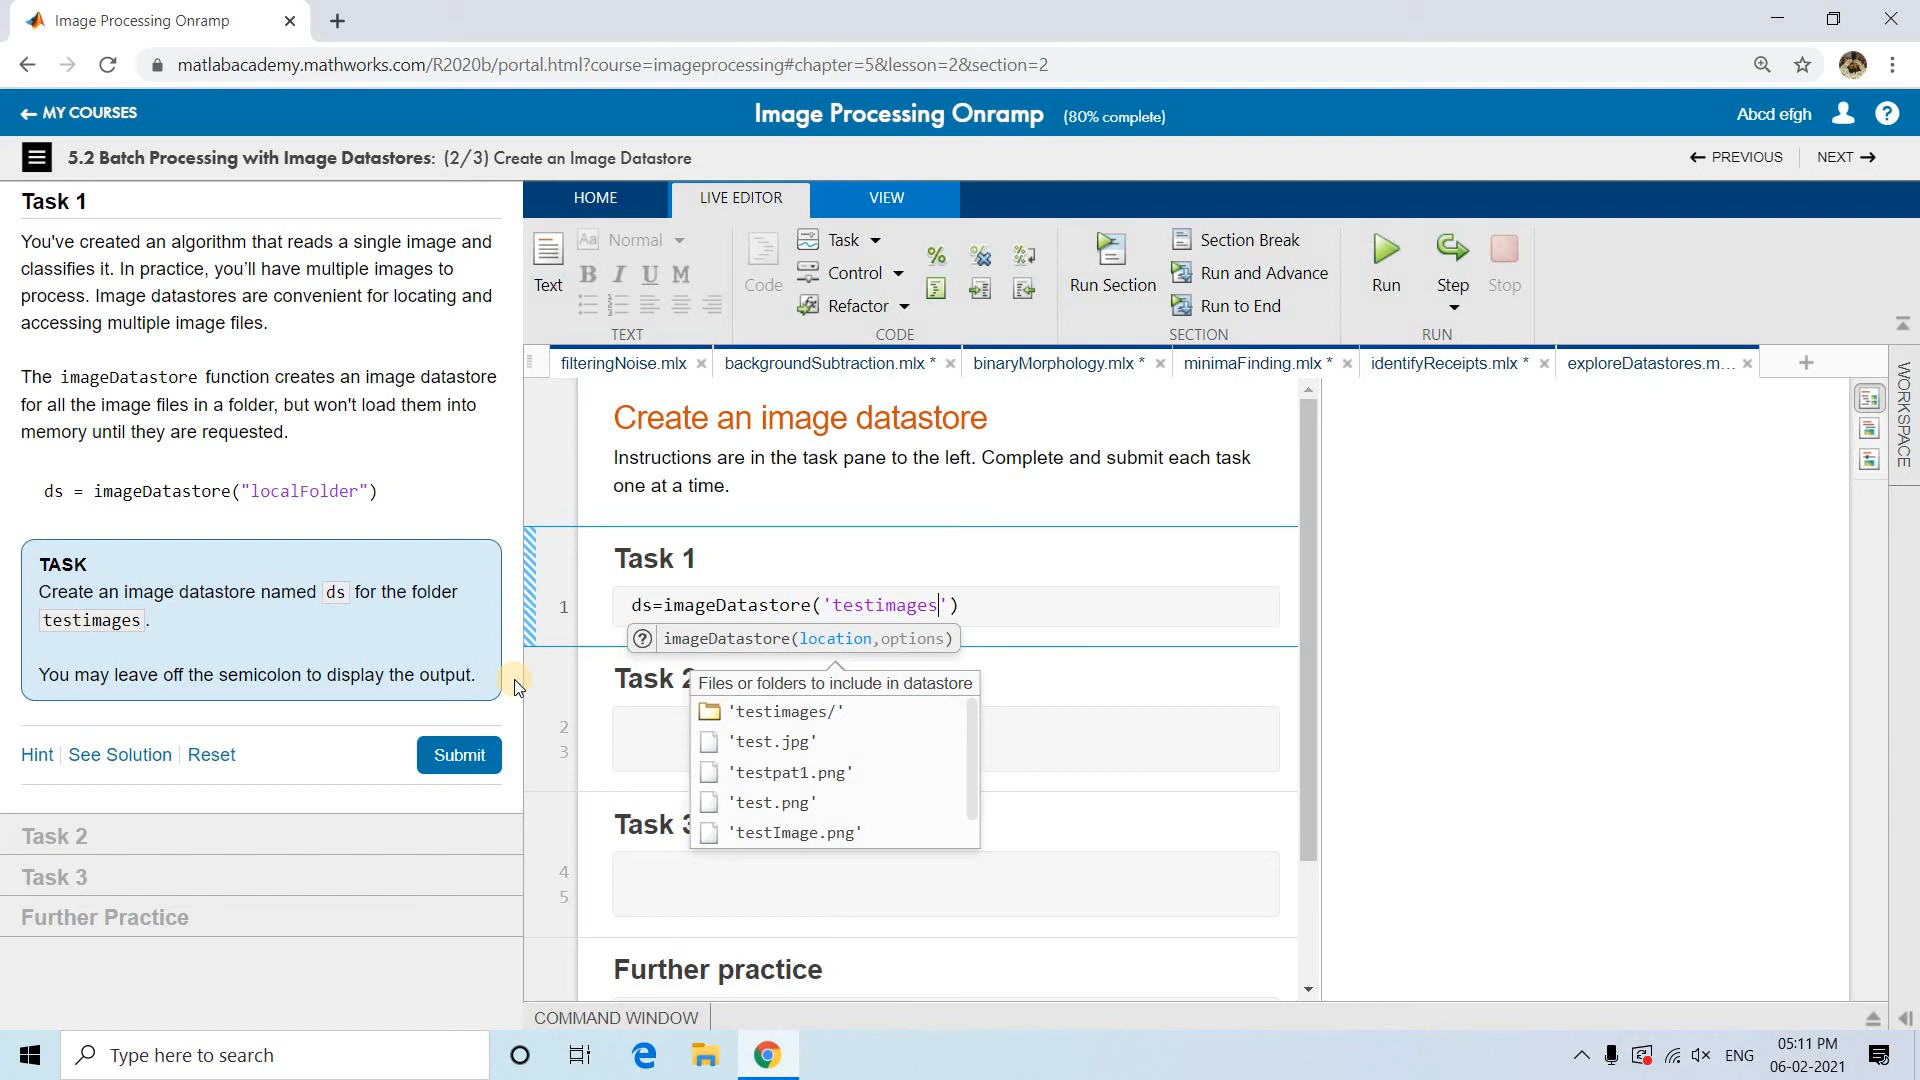 Image Processing Onramp
matlabacademy.mathworks.com/R2020b/portal.html?course=imageprocessing#chapter=5&lesson=2&section=2
MY COURSES
Image Processing Onramp (80% complete)
Abcd efgh
5.2 Batch Processing with Image Datastores: (2/3) Create an Image Datastore
PREVIOUS
NEXT
Task 1
You've created an algorithm that reads a single image and
classifies it. In practice, you'll have multiple images to
process. Image datastores are convenient for locating and
accessing multiple image files.
The imageDatastore function creates an image datastore
for all the image files in a folder, but won't load them into
memory until they are requested.
ds = imageDatastore("localFolder")
TASK
Create an image datastore named ds for the folder
testimages.
You may leave off the semicolon to display the output.
Hint
See Solution
Reset
Submit
Task 2
Task 3
Further Practice
HOME
LIVE EDITOR
VIEW
Text
Aa Normal
B I U M
TEXT
Code
Task
Control
Refactor
CODE
Run Section
Section Break
Run and Advance
Run to End
SECTION
Run
Step
Stop
RUN
filteringNoise.mlx
backgroundSubtraction.mlx *
binaryMorphology.mlx *
minimaFinding.mlx *
identifyReceipts.mlx *
exploreDatastores.m...
WORKSPACE
Create an image datastore
Instructions are in the task pane to the left. Complete and submit each task
one at a time.
Task 1
1
ds=imageDatastore('testimages')
imageDatastore(location,options)
Files or folders to include in datastore
'testimages/'
'test.jpg'
'testpat1.png'
'test.png'
'testImage.png'
Task 2
2
3
Task 3
4
5
Further practice
COMMAND WINDOW
Type here to search
ENG
05:11 PM
06-02-2021